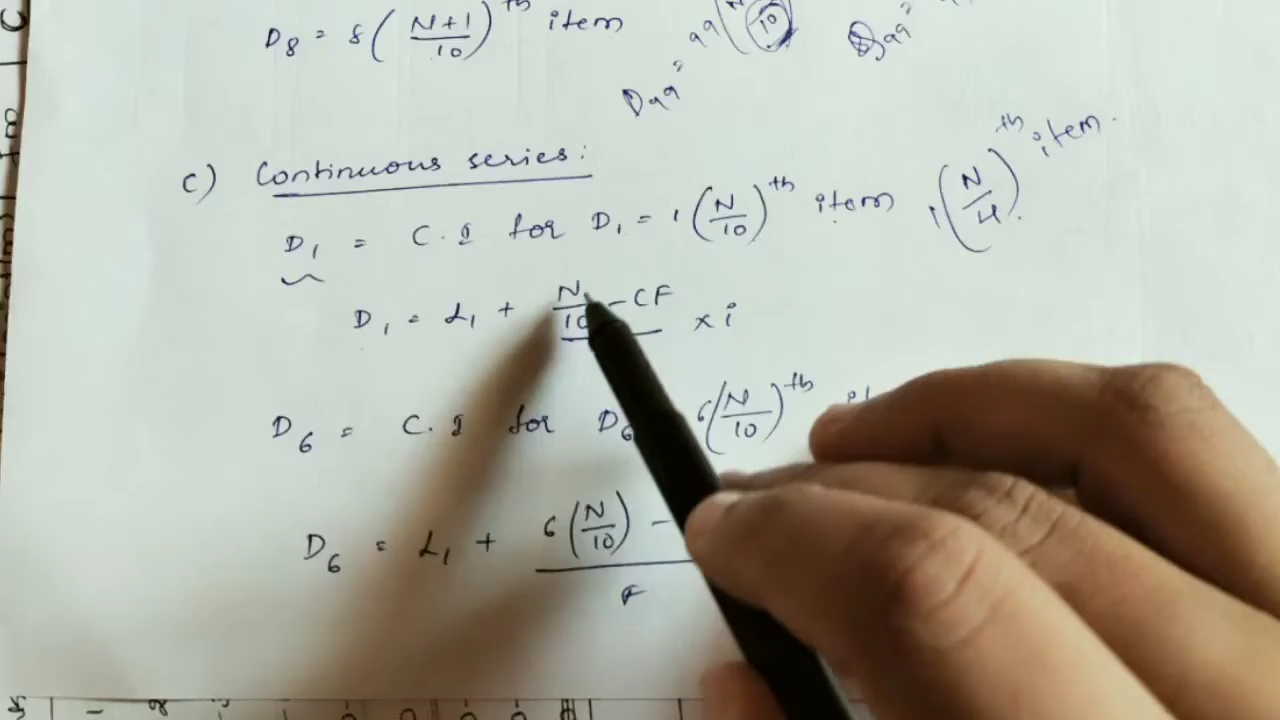 D8 = 8 ( N+1 / 10 )th item
99 ( N / 10 )
D99 =
D99 =
c) Continuous series:
D1 = C.I for D1 = 1 ( N / 10 )th item 1 ( N / 4 )th item.
D1 = L1 + N/10 - CF × i
D6 = C.I for D6 6 ( N / 10 )th
D6 = L1 + 6 ( N / 10 ) - / F